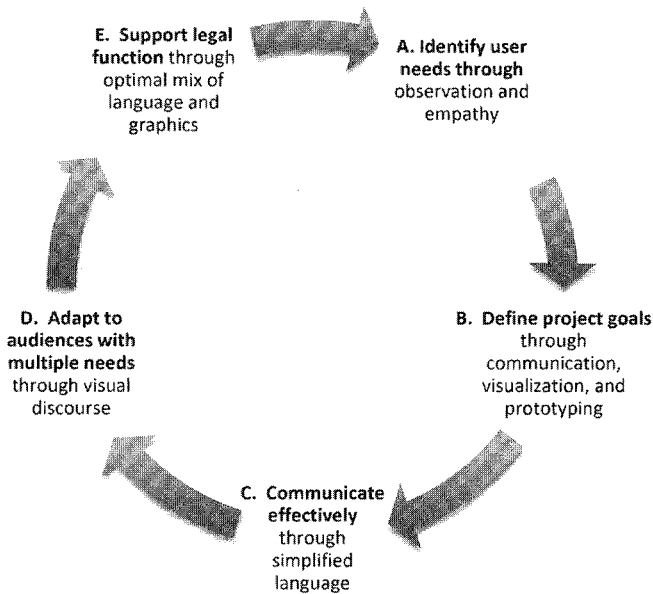 A. Identify user
needs through
observation and
empathy
B. Define project goals
through
communication,
visualization, and
prototyping
C. Communicate
effectively
through
simplified
language
D. Adapt to
audiences with
multiple needs
through visual
discourse
E. Support legal
function through
optimal mix of
language and
graphics